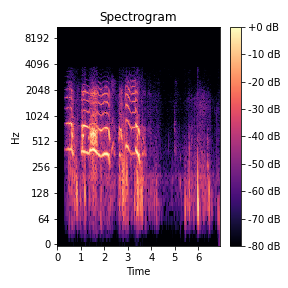 Spectrogram
8192
4096
2048
1024
512
256
128
64
0
Hz
0 1 2 3 4 5 6
Time
+0 dB
-10 dB
-20 dB
-30 dB
-40 dB
-50 dB
-60 dB
-70 dB
-80 dB